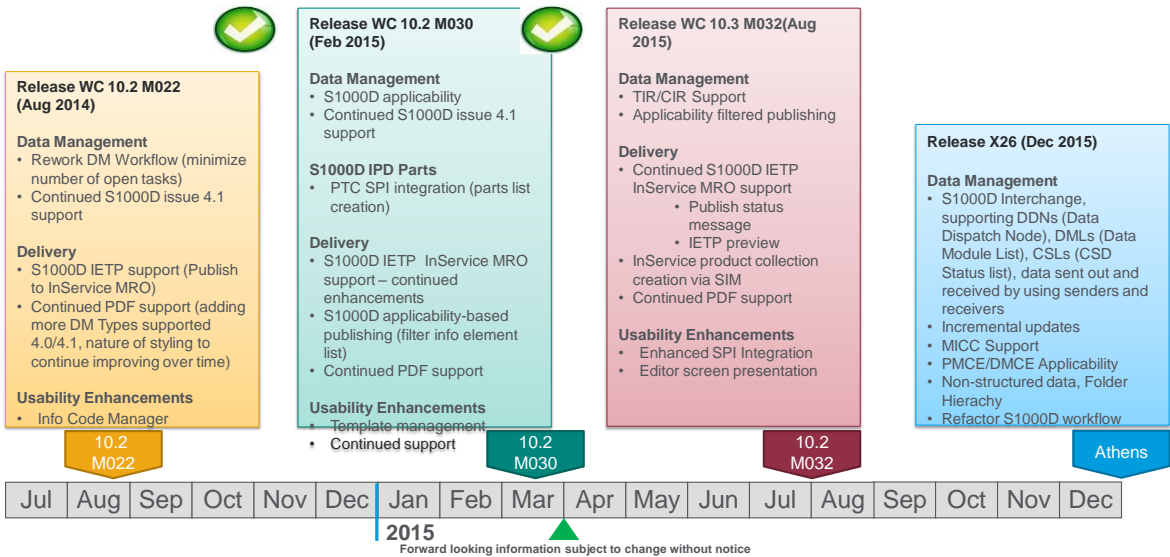 Release WC 10.2 M022
(Aug 2014)
Data Management
• Rework DM Workflow (minimize
number of open tasks)
• Continued S1000D issue 4.1
support
Delivery
• S1000D IETP support (Publish
to InService MRO)
• Continued PDF support (adding
more DM Types supported
4.0/4.1, nature of styling to
continue improving over time)
Usability Enhancements
• Info Code Manager
Release WC 10.2 M030
(Feb 2015)
Data Management
• S1000D applicability
• Continued S1000D issue 4.1
support
S1000D IPD Parts
• PTC SPI integration (parts list
creation)
Delivery
• S1000D IETP InService MRO
support – continued
enhancements
• S1000D applicability-based
publishing (filter info element
list)
• Continued PDF support
Usability Enhancements
• Template management
• Continued support
Release WC 10.3 M032(Aug
2015)
Data Management
• TIR/CIR Support
• Applicability filtered publishing
Delivery
• Continued S1000D IETP
InService MRO support
• Publish status
message
• IETP preview
• InService product collection
creation via SIM
• Continued PDF support
Usability Enhancements
• Enhanced SPI Integration
• Editor screen presentation
Release X26 (Dec 2015)
Data Management
• S1000D Interchange,
supporting DDNs (Data
Dispatch Node), DMLs (Data
Module List), CSLs (CSD
Status list), data sent out and
received by using senders and
receivers
• Incremental updates
• MICC Support
• PMCE/DMCE Applicability
• Non-structured data, Folder
Hierachy
• Refactor S1000D workflow
10.2
M022
10.2
M030
10.2
M032
Athens
Jul Aug Sep Oct Nov Dec Jan Feb Mar Apr May Jun Jul Aug Sep Oct Nov Dec
2015
Forward looking information subject to change without notice